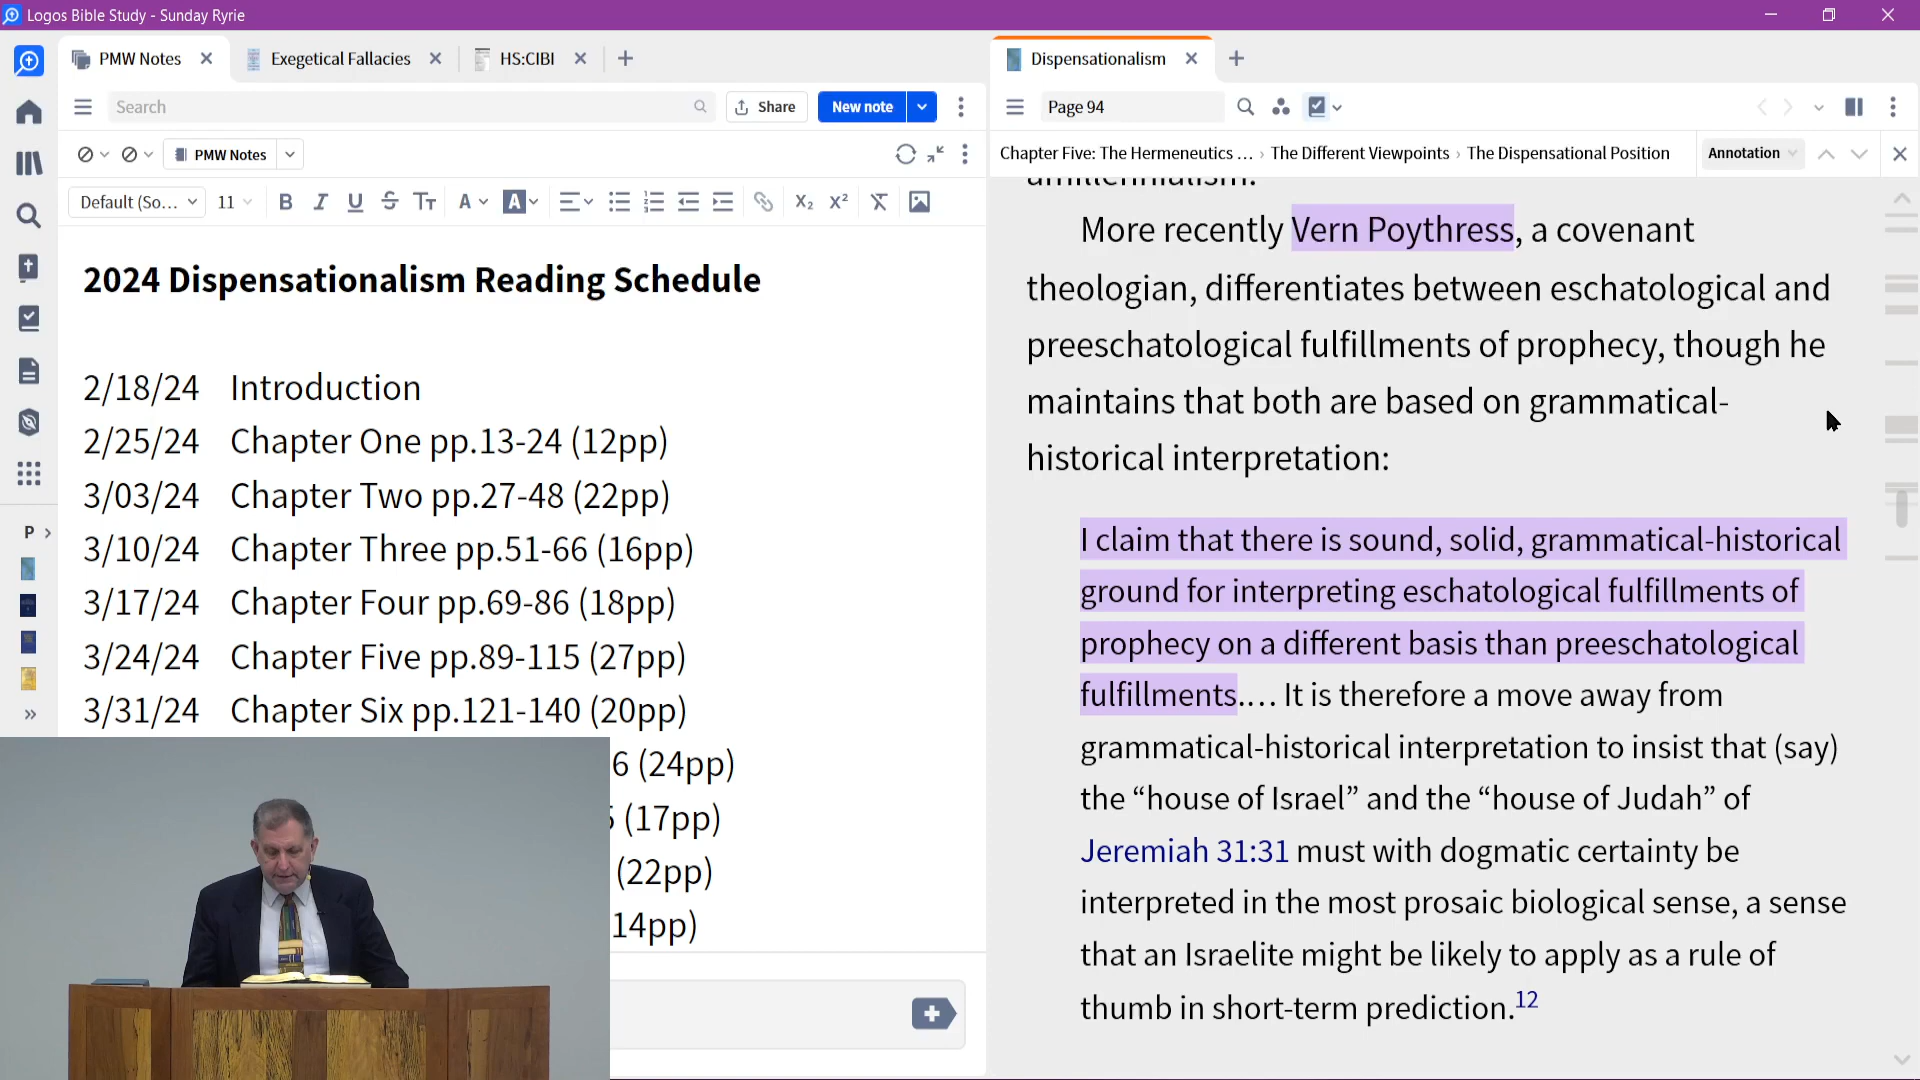 Logos Bible Study - Sunday Ryrie
PMW Notes
Exegetical Fallacies
HS:CIBI
Search
Share
New note
PMW Notes
Default (So...
11
B I U S Tт A A X₂ X²
2024 Dispensationalism Reading Schedule
2/18/24 Introduction
2/25/24 Chapter One pp.13-24 (12pp)
3/03/24 Chapter Two pp.27-48 (22pp)
3/10/24 Chapter Three pp.51-66 (16pp)
3/17/24 Chapter Four pp.69-86 (18pp)
3/24/24 Chapter Five pp.89-115 (27pp)
3/31/24 Chapter Six pp.121-140 (20pp)
6 (24pp)
(17pp)
(22pp)
14pp)
P
Dispensationalism
Page 94
Chapter Five: The Hermeneutics ... › The Different Viewpoints › The Dispensational Position
Annotation
amillennialism.
More recently Vern Poythress, a covenant
theologian, differentiates between eschatological and
preeschatological fulfillments of prophecy, though he
maintains that both are based on grammatical-
historical interpretation:
I claim that there is sound, solid, grammatical-historical
ground for interpreting eschatological fulfillments of
prophecy on a different basis than preeschatological
fulfillments.… It is therefore a move away from
grammatical-historical interpretation to insist that (say)
the “house of Israel” and the “house of Judah” of
Jeremiah 31:31 must with dogmatic certainty be
interpreted in the most prosaic biological sense, a sense
that an Israelite might be likely to apply as a rule of
thumb in short-term prediction.12